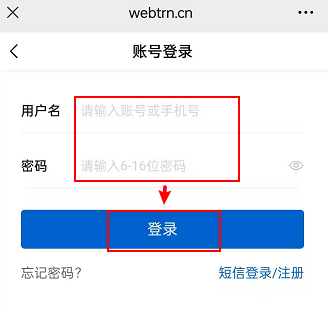 webtrn.cn
账号登录
用户名 请输入账号或手机号
密码 请输入6-16位密码
登录
忘记密码? 短信登录/注册